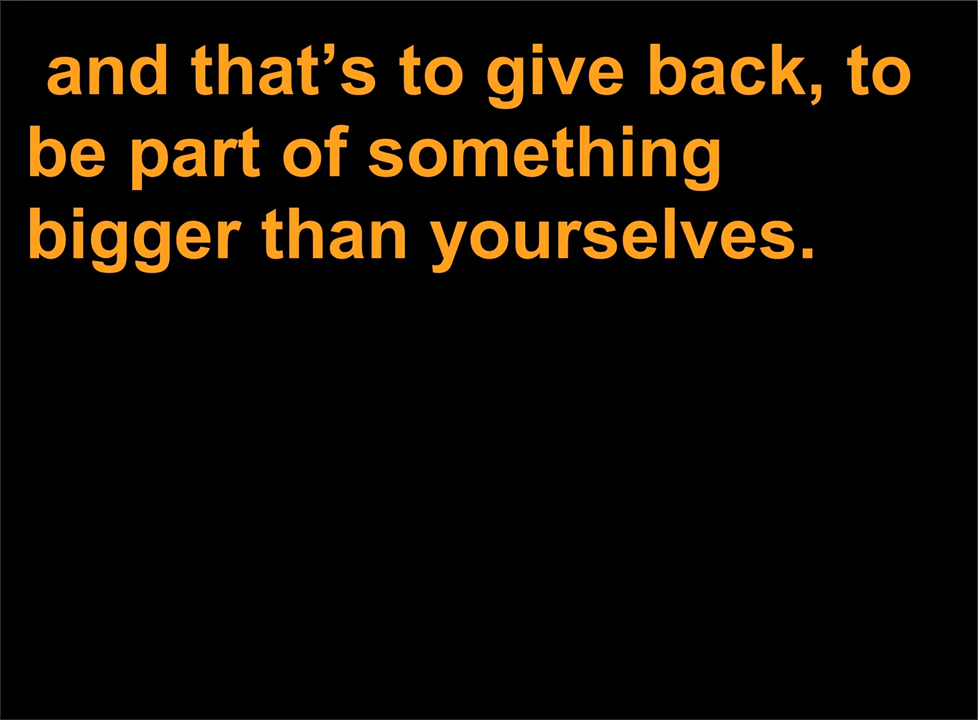 and that’s to give back, to
be part of something
bigger than yourselves.